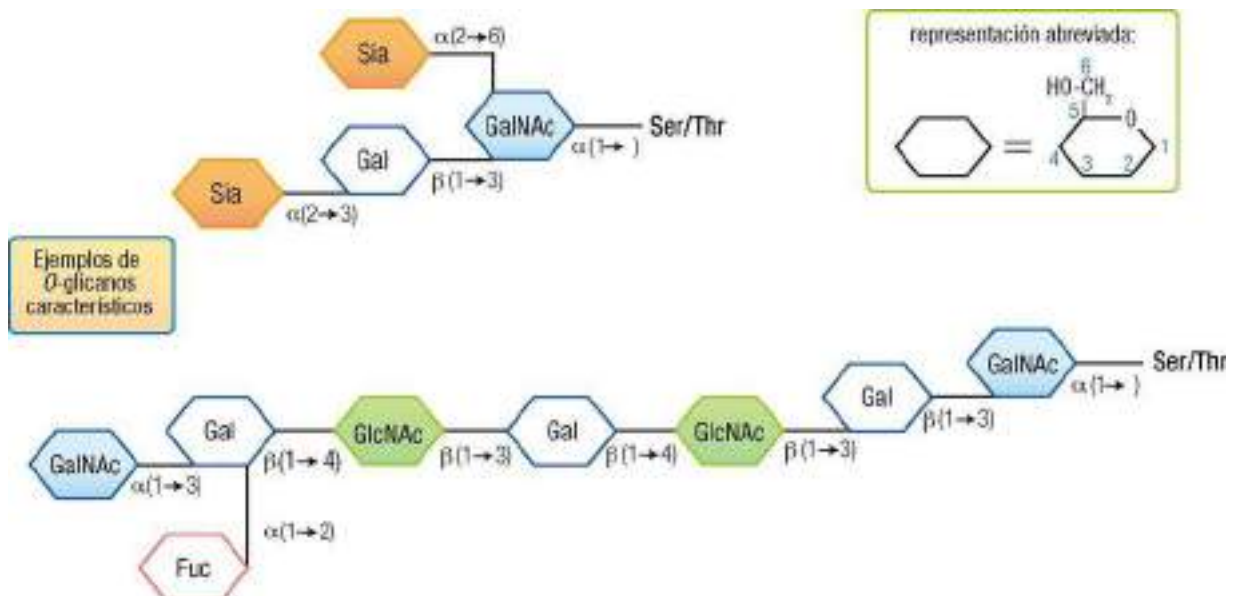 α(2→6)
Sia
GalNAc
Ser/Thr
α(1→ )
Gal
β(1→3)
Sia
α(2→3)
representación abreviada:
6
HO-CH2
5
O
4
1
3
2
=
Ejemplos de
O-glicanos
característicos
GalNAc
Ser/Thr
α(1→ )
Gal
β(1→3)
Gal
GlcNAc
Gal
GlcNAc
β(1→4)
β(1→3)
β(1→4)
β(1→3)
GalNAc
α(1→3)
α(1→2)
Fuc